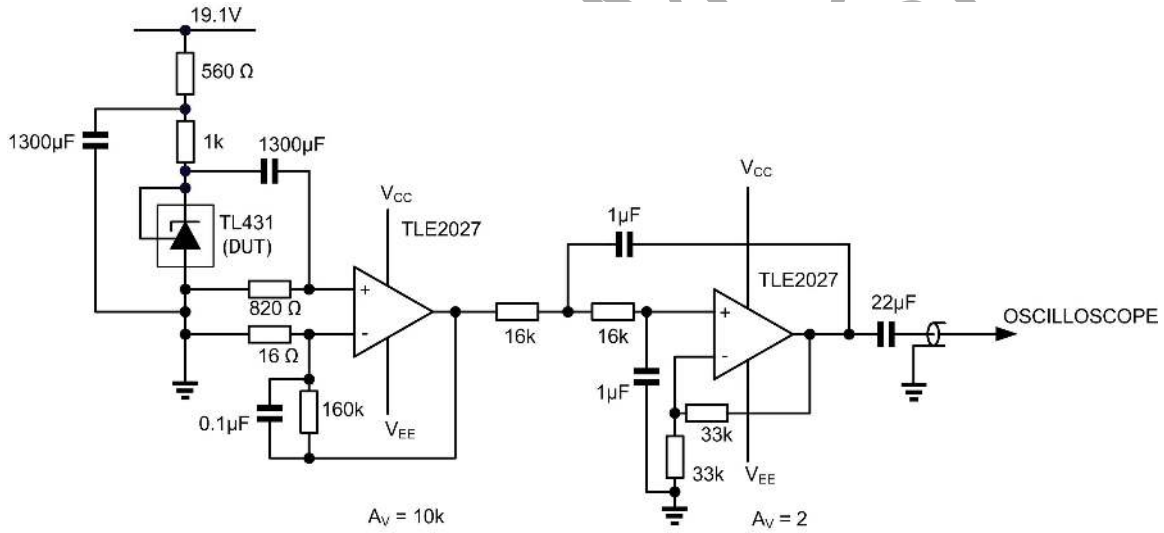 19.1V
560 Ω
1300µF
1k
1300µF
TL431
(DUT)
VCC
TLE2027
+
-
820 Ω
16 Ω
0.1µF
160k
VEE
AV = 10k
16k
16k
1µF
1µF
VCC
TLE2027
+
-
33k
33k
VEE
AV = 2
22µF
OSCILLOSCOPE